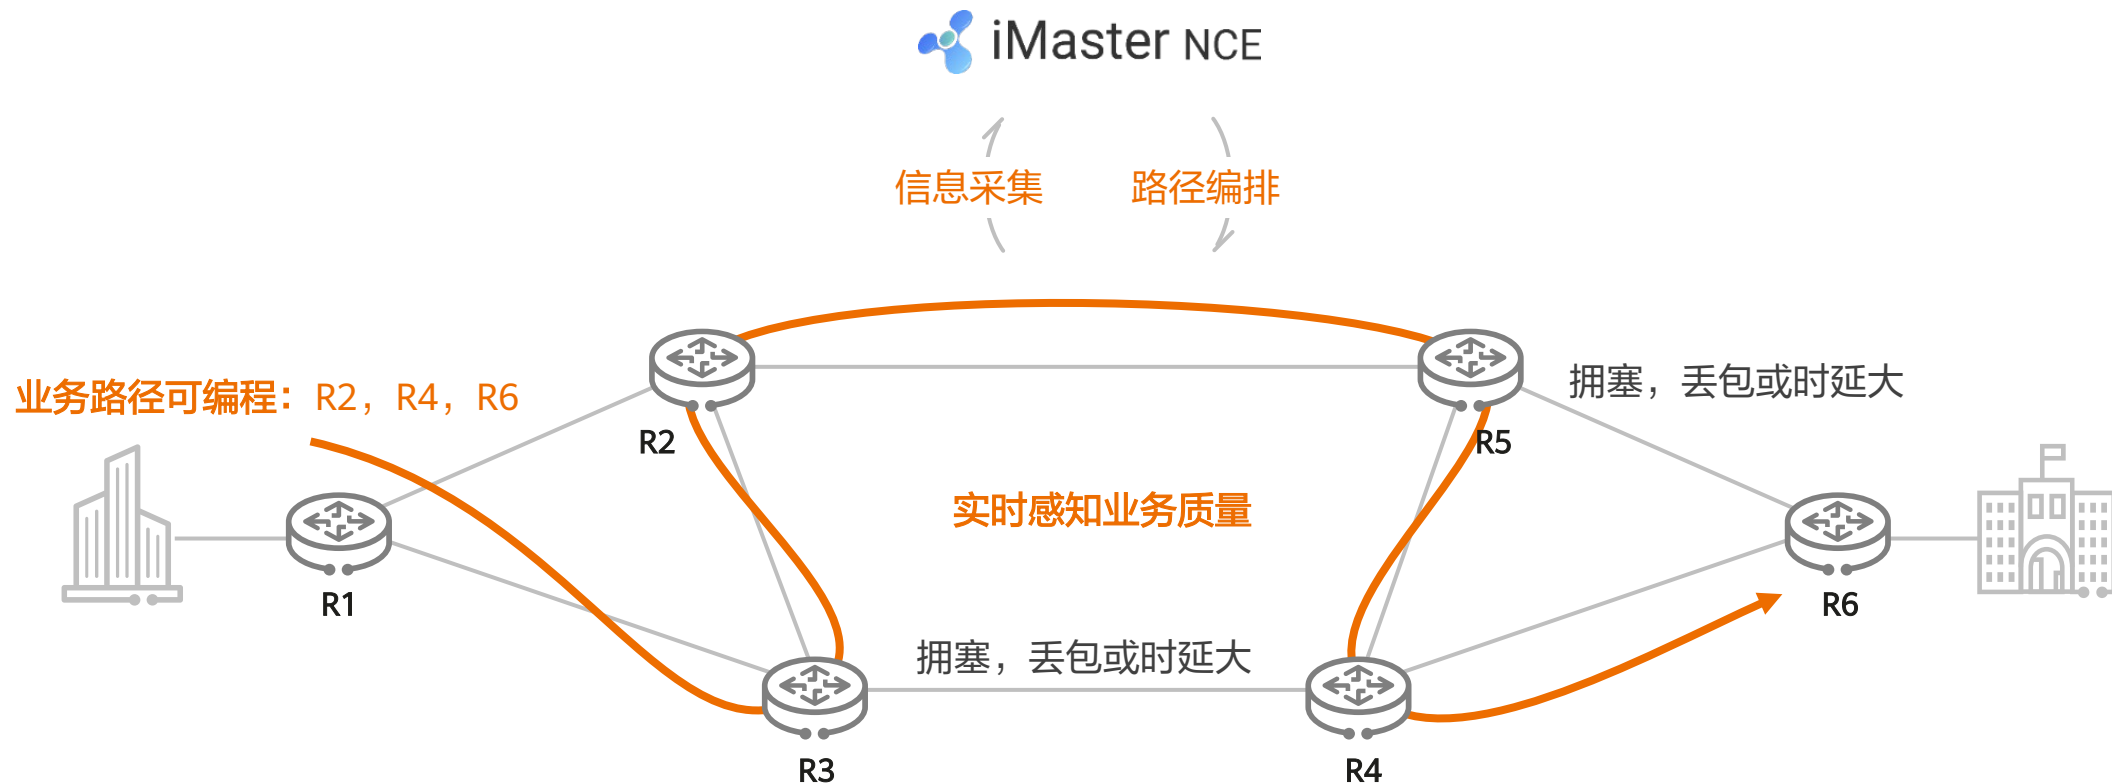 iMaster NCE
信息采集
路径编排
拥塞，丢包或时延大
业务路径可编程：R2，R4，R6
R2
R5
实时感知业务质量
R1
R6
拥塞，丢包或时延大
R3
R4